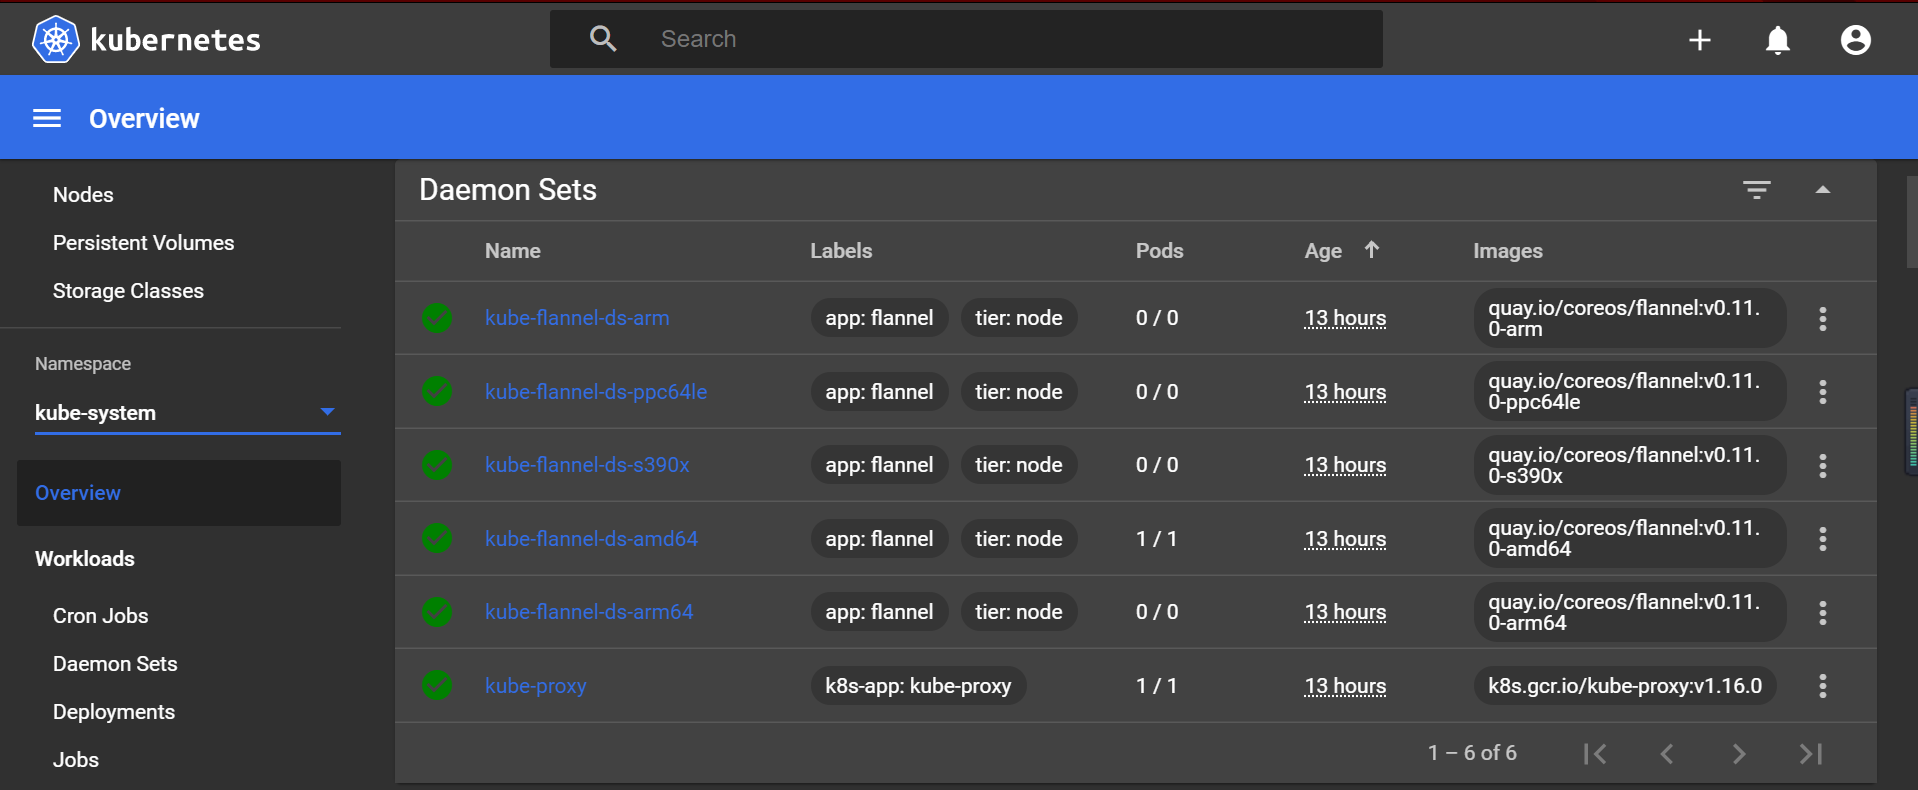 kubernetes
Search
Overview
Nodes
Persistent Volumes
Storage Classes
Namespace
kube-system
Overview
Workloads
Cron Jobs
Daemon Sets
Deployments
Jobs
Daemon Sets
Name Labels Pods Age Images
kube-flannel-ds-arm app: flannel tier: node 0 / 0 13 hours quay.io/coreos/flannel:v0.11.
0-arm
kube-flannel-ds-ppc64le app: flannel tier: node 0 / 0 13 hours quay.io/coreos/flannel:v0.11.
0-ppc64le
kube-flannel-ds-s390x app: flannel tier: node 0 / 0 13 hours quay.io/coreos/flannel:v0.11.
0-s390x
kube-flannel-ds-amd64 app: flannel tier: node 1 / 1 13 hours quay.io/coreos/flannel:v0.11.
0-amd64
kube-flannel-ds-arm64 app: flannel tier: node 0 / 0 13 hours quay.io/coreos/flannel:v0.11.
0-arm64
kube-proxy k8s-app: kube-proxy 1 / 1 13 hours k8s.gcr.io/kube-proxy:v1.16.0
1 – 6 of 6